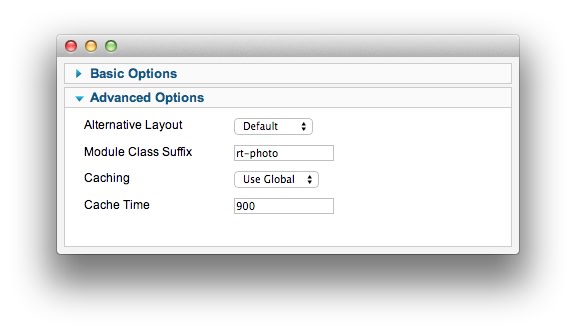 Basic Options
Advanced Options
Alternative Layout Default
Module Class Suffix rt-photo
Caching Use Global
Cache Time 900